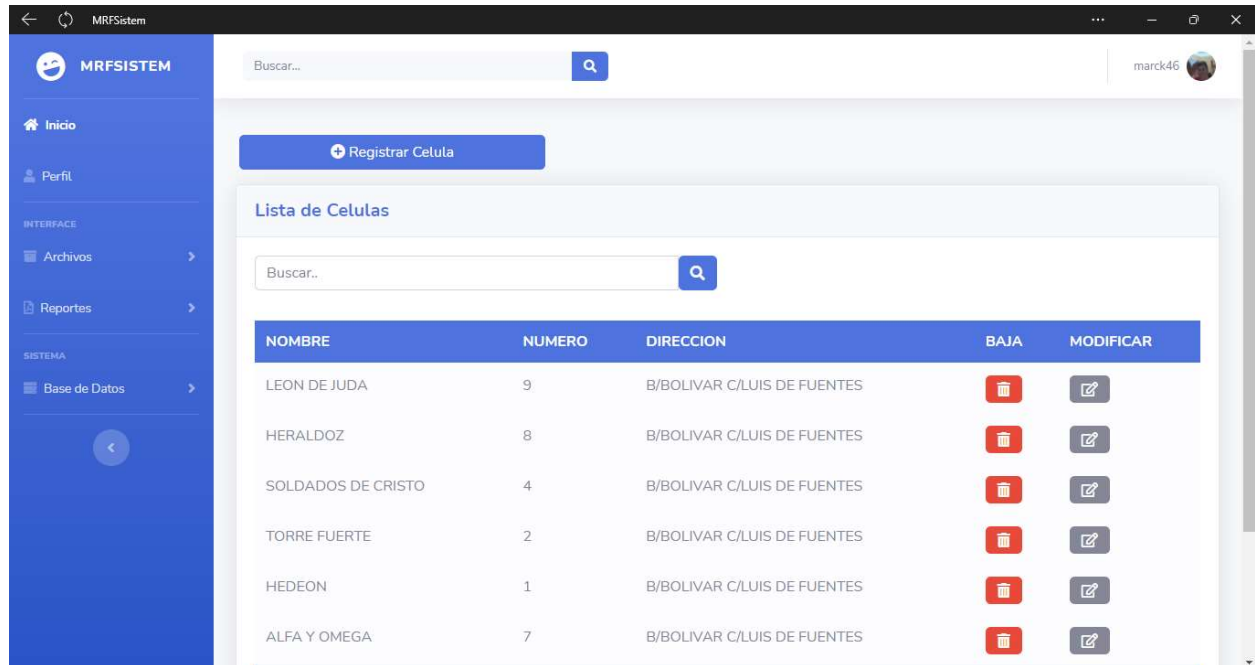 MRFSistem
MRFSISTEM
Buscar...
marck46
Inicio
Perfil
INTERFACE
Archivos
Reportes
SISTEMA
Base de Datos
Registrar Celula
Lista de Celulas
Buscar..
NOMBRE NUMERO DIRECCION BAJA MODIFICAR
LEON DE JUDA 9 B/BOLIVAR C/LUIS DE FUENTES
HERALDOZ 8 B/BOLIVAR C/LUIS DE FUENTES
SOLDADOS DE CRISTO 4 B/BOLIVAR C/LUIS DE FUENTES
TORRE FUERTE 2 B/BOLIVAR C/LUIS DE FUENTES
HEDEON 1 B/BOLIVAR C/LUIS DE FUENTES
ALFA Y OMEGA 7 B/BOLIVAR C/LUIS DE FUENTES